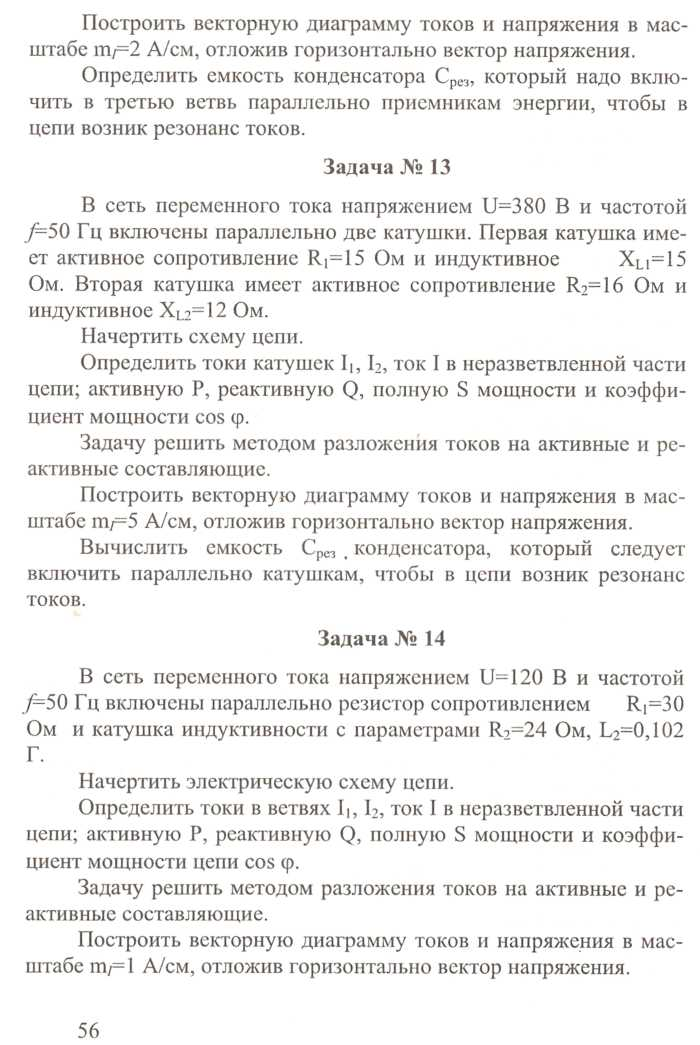 Построить векторную диаграмму токов и напряжения в мас-
штабе mI=2 А/см, отложив горизонтально вектор напряжения.
Определить емкость конденсатора Cрез, который надо вклю-
чить в третью ветвь параллельно приемникам энергии, чтобы в
цепи возник резонанс токов.
Задача № 13
В сеть переменного тока напряжением U=380 В и частотой
f=50 Гц включены параллельно две катушки. Первая катушка име-
ет активное сопротивление R1=15 Ом и индуктивное XL1=15
Ом. Вторая катушка имеет активное сопротивление R2=16 Ом и
индуктивное XL2=12 Ом.
Начертить схему цепи.
Определить токи катушек I1, I2, ток I в неразветвленной части
цепи; активную P, реактивную Q, полную S мощности и коэффи-
циент мощности cos φ.
Задачу решить методом разложения токов на активные и ре-
активные составляющие.
Построить векторную диаграмму токов и напряжения в мас-
штабе mI=5 А/см, отложив горизонтально вектор напряжения.
Вычислить емкость Cрез конденсатора, который следует
включить параллельно катушкам, чтобы в цепи возник резонанс
токов.
Задача № 14
В сеть переменного тока напряжением U=120 В и частотой
f=50 Гц включены параллельно резистор сопротивлением R1=30
Ом и катушка индуктивности с параметрами R2=24 Ом, L2=0,102
Г.
Начертить электрическую схему цепи.
Определить токи в ветвях I1, I2, ток I в неразветвленной части
цепи; активную P, реактивную Q, полную S мощности и коэффи-
циент мощности цепи cos φ.
Задачу решить методом разложения токов на активные и ре-
активные составляющие.
Построить векторную диаграмму токов и напряжения в мас-
штабе mI=1 А/см, отложив горизонтально вектор напряжения.
56